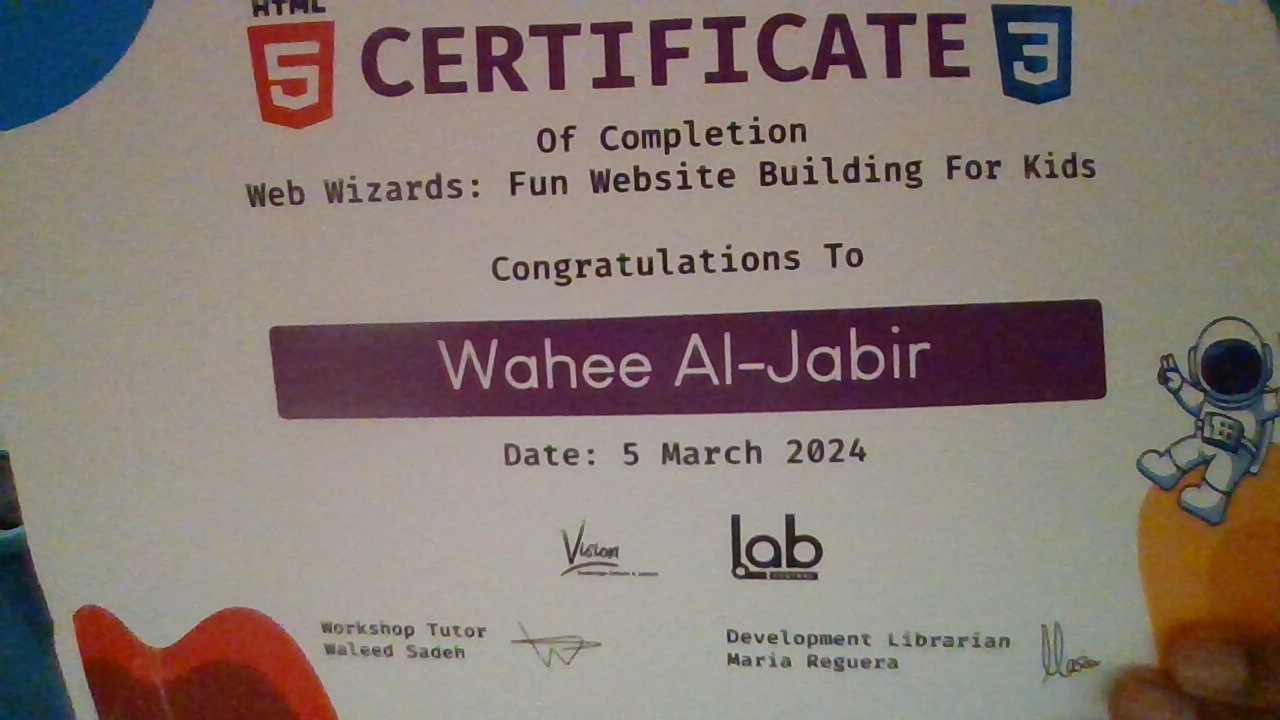 HTML
5 CERTIFICATE 3
Of Completion
Web Wizards: Fun Website Building For Kids
Congratulations To
Wahee Al-Jabir
Date: 5 March 2024
Vision
lab
Workshop Tutor
Waleed Sadeh
Development Librarian
Maria Reguera